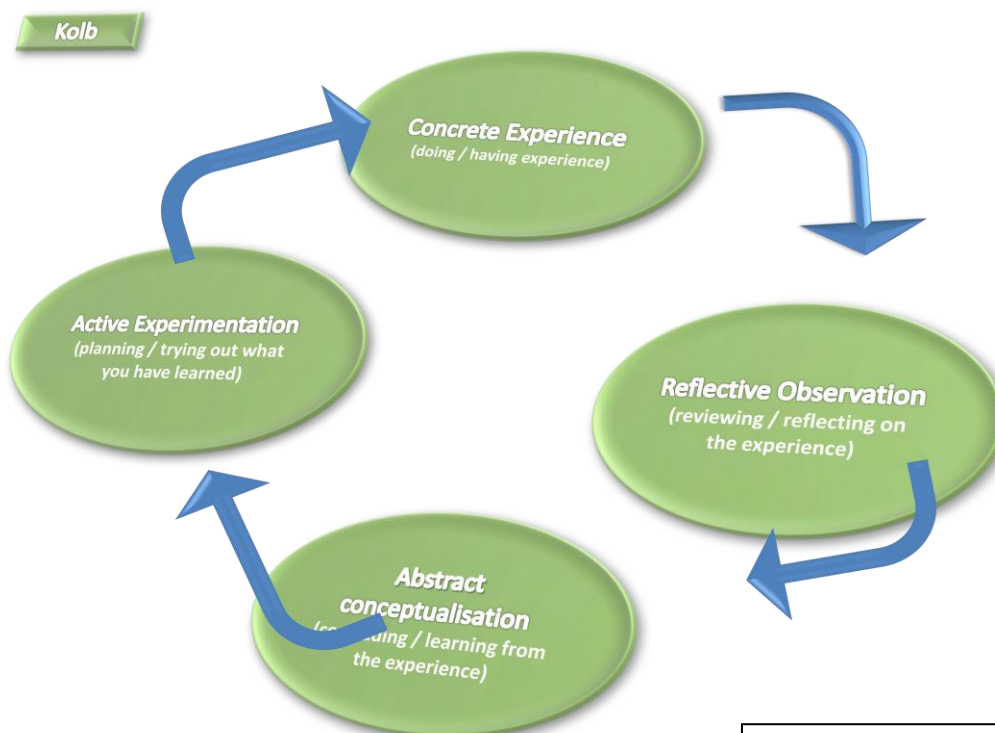 Kolb
Concrete Experience
(doing / having experience)
Reflective Observation
(reviewing / reflecting on
the experience)
Abstract
conceptualisation
/ learning from
the experience)
Active Experimentation
(planning / trying out what
you have learned)